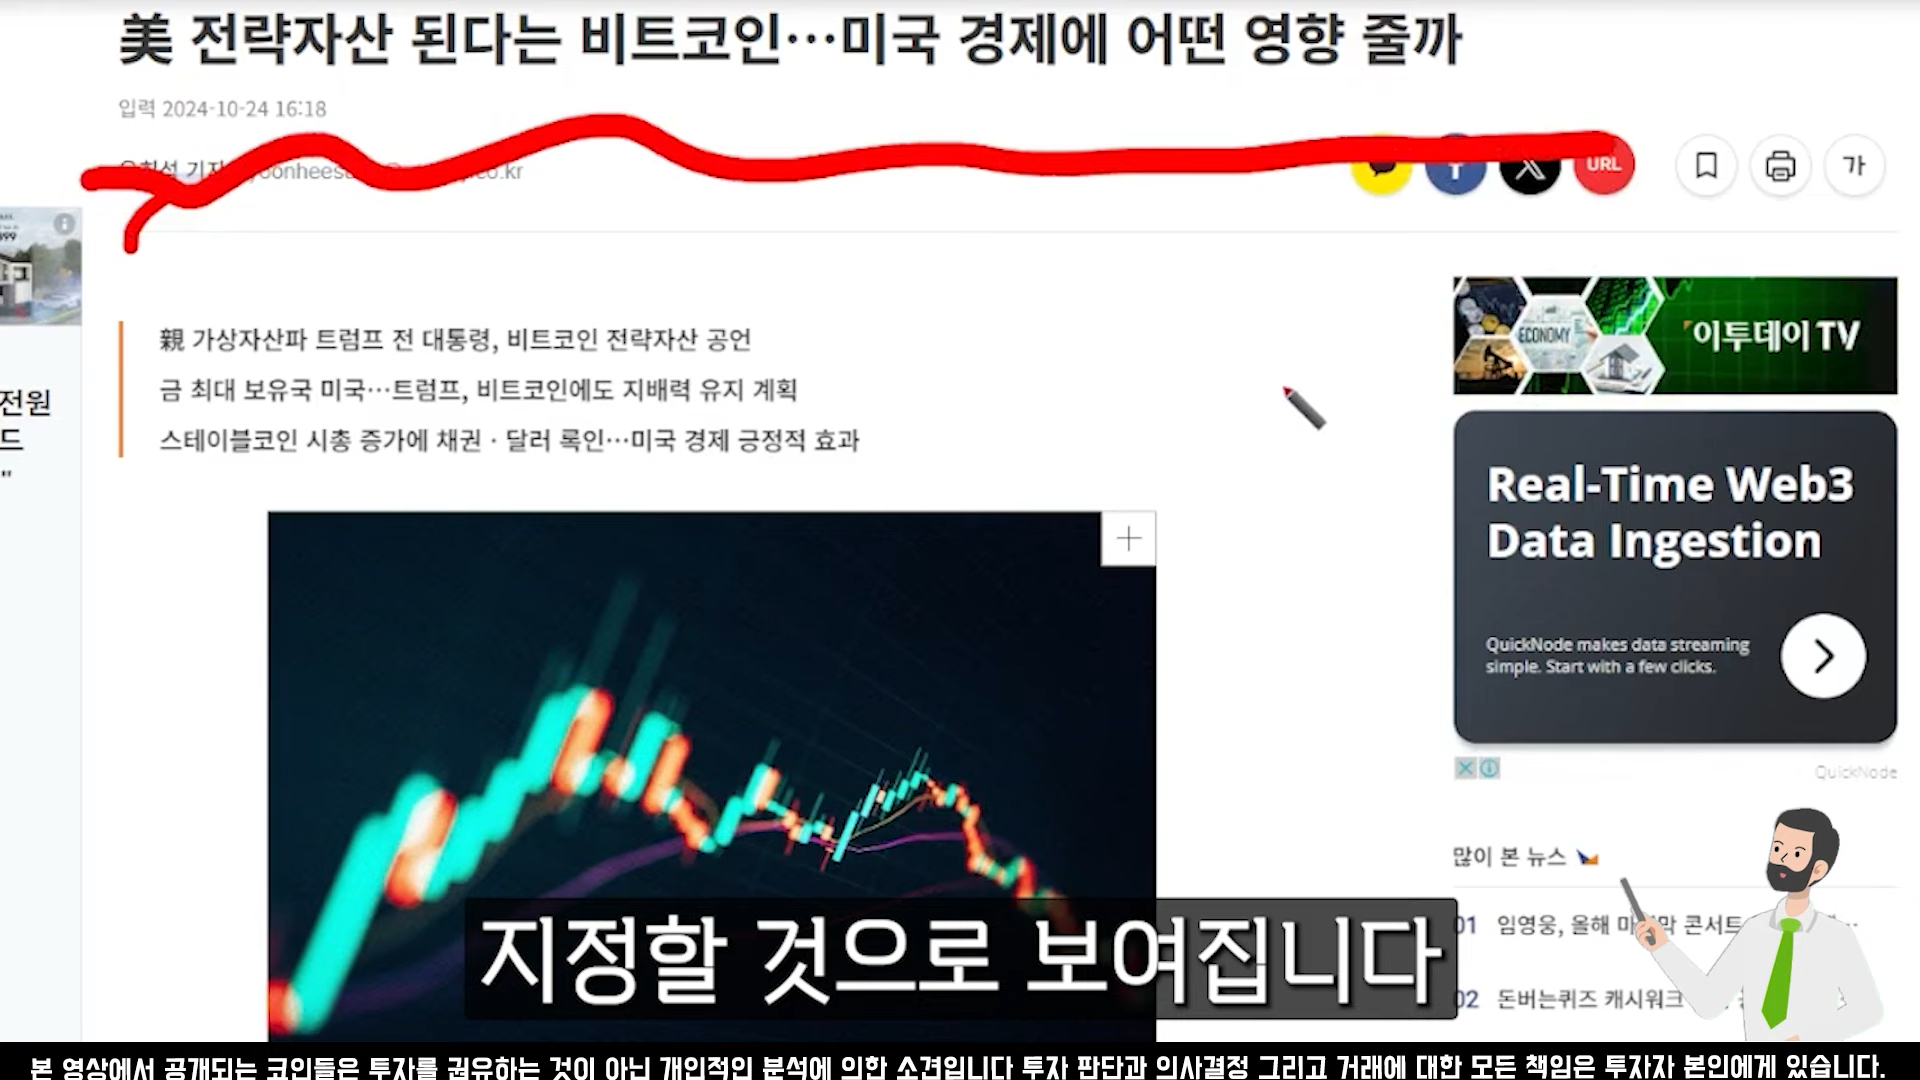 美 전략자산 된다는 비트코인…미국 경제에 어떤 영향 줄까
입력 2024-10-24 16:18
기자
co.kr
URL
가
전원
드
"
親 가상자산파 트럼프 전 대통령, 비트코인 전략자산 공언
금 최대 보유국 미국…트럼프, 비트코인에도 지배력 유지 계획
스테이블코인 시총 증가에 채권 · 달러 록인…미국 경제 긍정적 효과
ECONOMY
이투데이 TV
Real-Time Web3
Data Ingestion
QuickNode makes data streaming
simple. Start with a few clicks.
QuickNode
많이 본 뉴스
01 임영웅, 올해 마지막 콘서트
02 돈버는퀴즈 캐시워크
지정할 것으로 보여집니다
본 영상에서 공개되는 코인들은 투자를 권유하는 것이 아닌 개인적인 분석에 의한 소견입니다 투자 판단과 의사결정 그리고 거래에 대한 모든 책임은 투자자 본인에게 있습니다.